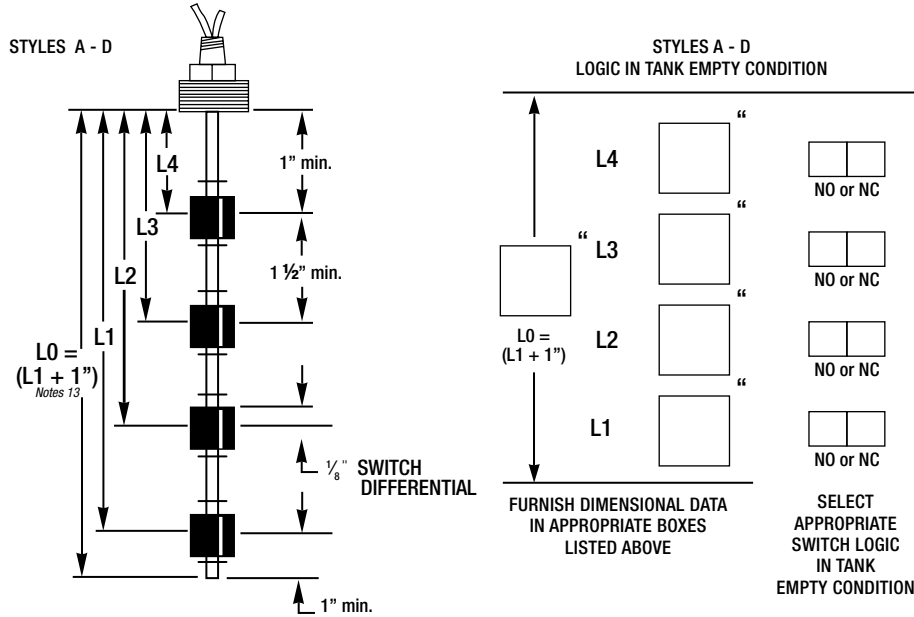 STYLES A - D
L4
L3
L2
L1
L0 =
(L1 + 1”)
Notes 13
1” min.
1 ½” min.
⅛" SWITCH
DIFFERENTIAL
1” min.
STYLES A - D
LOGIC IN TANK EMPTY CONDITION
“
L0 =
(L1 + 1”)
L4
“
NO or NC
L3
“
NO or NC
L2
“
NO or NC
L1
“
NO or NC
FURNISH DIMENSIONAL DATA
IN APPROPRIATE BOXES
LISTED ABOVE
SELECT
APPROPRIATE
SWITCH LOGIC
IN TANK
EMPTY CONDITION